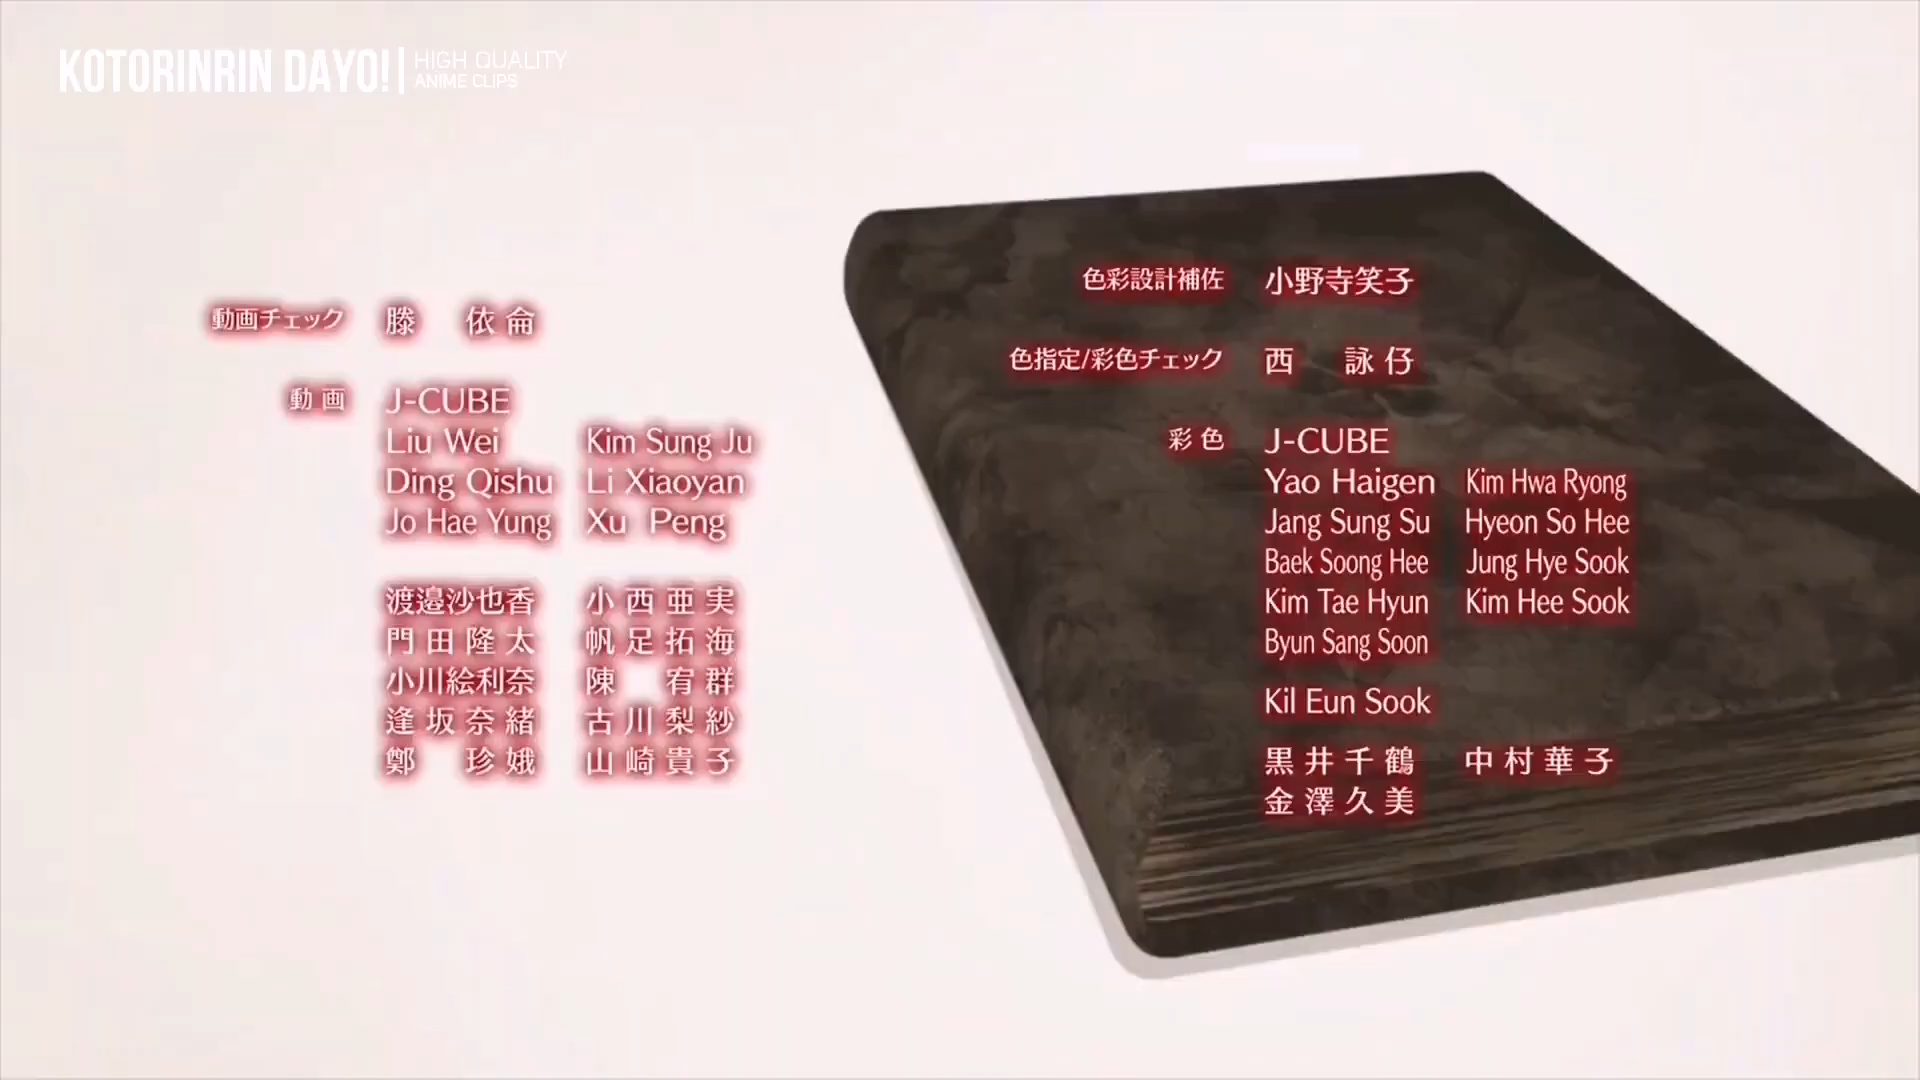 KOTORINRIN DAYO! HIGH QUALITY
ANIME CLIPS
動画チェック 滕 依侖
動画 J-CUBE
Liu Wei Kim Sung Ju
Ding Qishu Li Xiaoyan
Jo Hae Yung Xu Peng
渡邉沙也香 小西亜実
門田隆太 帆足拓海
小川絵利奈 陳 宥群
逢坂奈緒 古川梨紗
鄭 珍娥 山崎貴子
色彩設計補佐 小野寺笑子
色指定/彩色チェック 西 詠仔
彩色 J-CUBE
Yao Haigen Kim Hwa Ryong
Jang Sung Su Hyeon So Hee
Baek Soong Hee Jung Hye Sook
Kim Tae Hyun Kim Hee Sook
Byun Sang Soon
Kil Eun Sook
黒井千鶴 中村華子
金澤久美